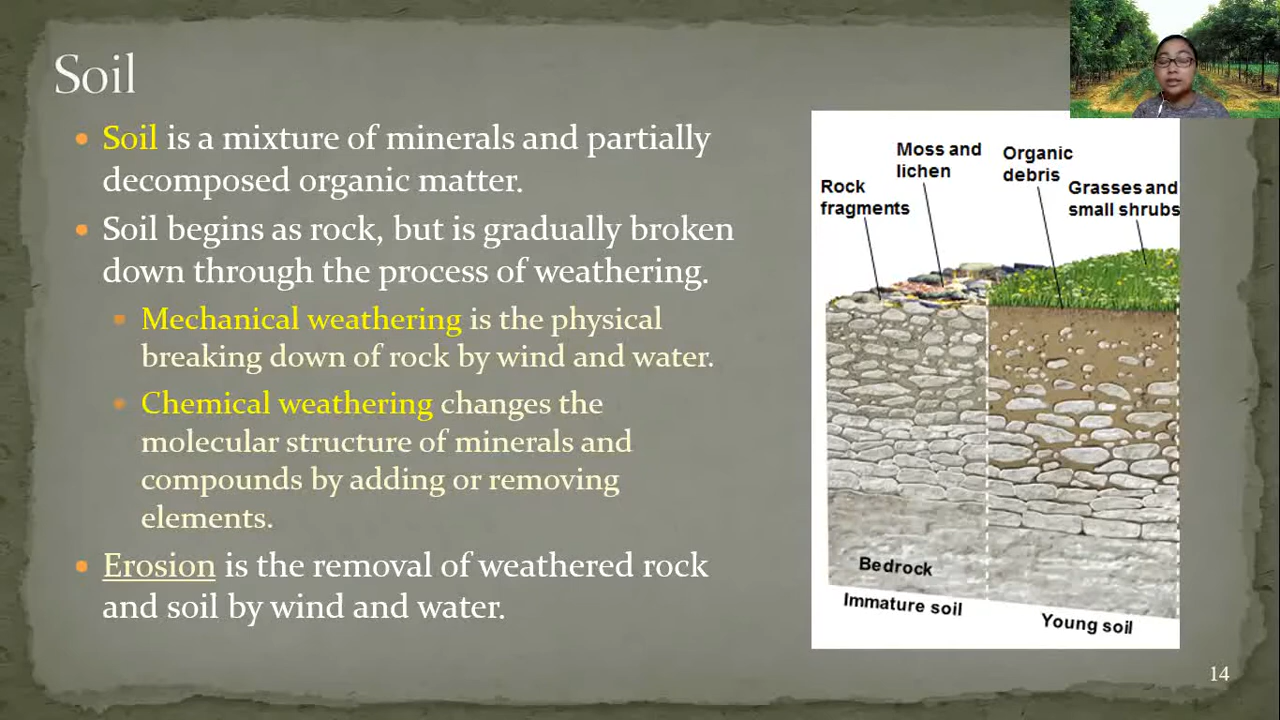 Soil
Soil is a mixture of minerals and partially
decomposed organic matter.
Soil begins as rock, but is gradually broken
down through the process of weathering.
Mechanical weathering is the physical
breaking down of rock by wind and water.
Chemical weathering changes the
molecular structure of minerals and
compounds by adding or removing
elements.
Erosion is the removal of weathered rock
and soil by wind and water.
Moss and
lichen
Organic
debris
Rock
fragments
Grasses and
small shrubs
Bedrock
Immature soil
Young soil
14